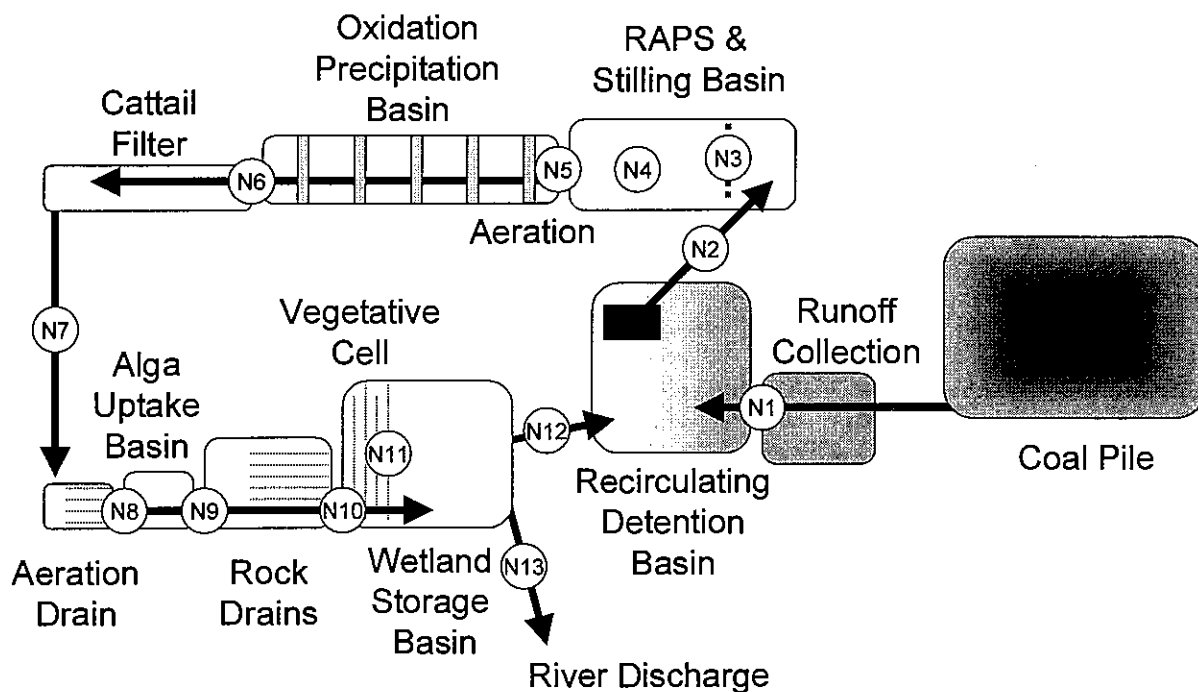 Oxidation
Precipitation
Basin
RAPS &
Stilling Basin
Cattail
Filter
N6
N5
N4
N3
Aeration
N2
N7
Vegetative
Cell
Runoff
Collection
Alga
Uptake
Basin
N1
N12
N11
Coal Pile
Recirculating
Detention
Basin
N8
N9
N10
Aeration
Drain
Rock
Drains
Wetland
Storage
Basin
N13
River Discharge